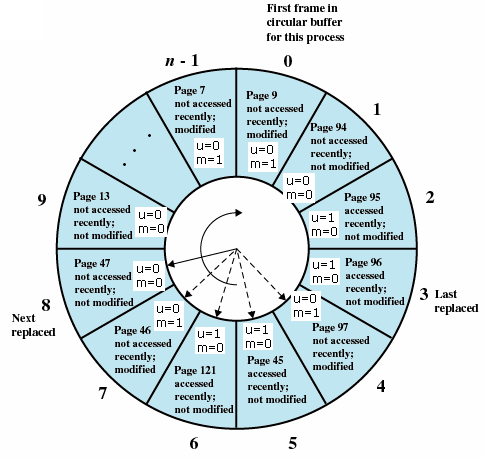 First frame in
circular buffer
for this process
n - 1
0
Page 7
not accessed
recently;
modified
u=0
m=1
Page 9
not accessed
recently;
modified
u=0
m=1
1
Page 94
not accessed
recently;
not modified
u=0
m=0
2
Page 95
accessed
recently;
not modified
u=1
m=0
3 Last
replaced
Page 96
accessed
recently;
not modified
u=1
m=0
4
Page 97
not accessed
recently;
modified
u=0
m=1
5
Page 45
accessed
recently;
not modified
u=1
m=0
6
Page 121
accessed
recently;
not modified
u=1
m=0
7
Page 46
not accessed
recently;
modified
u=0
m=1
8
Next
replaced
Page 47
not accessed
recently;
not modified
u=0
m=0
9
Page 13
not accessed
recently;
not modified
u=0
m=0
. . .